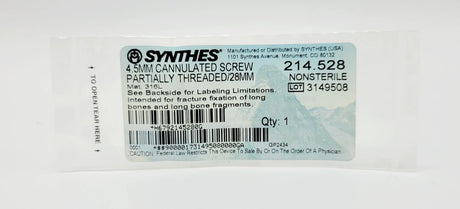 SYNTHES®
Manufactured or Distributed by SYNTHES (USA)
1101 Synthes Avenue, Monument, CO 80132
4.5MM CANNULATED SCREW
PARTIALLY THREADED/28MM
214.528
NONSTERILE
Mat: 316L
LOT 3149508
See Backside for Labeling Limitations.
Intended for fracture fixation of long
bones and long bone fragments.
Qty: 1
*H679214528
0001
GP2434
CAUTION: Federal Law Restricts This Device To Sale By Or On The Order Of A Physician.
TO OPEN TEAR HERE